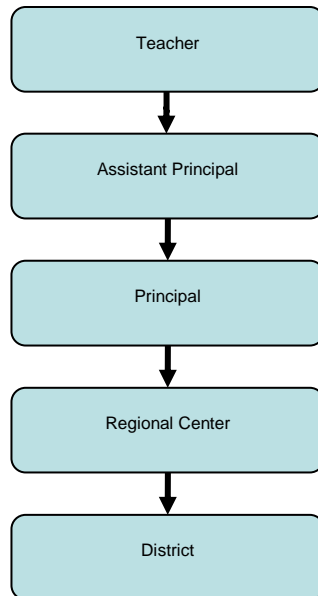 Teacher
Assistant Principal
Principal
Regional Center
District